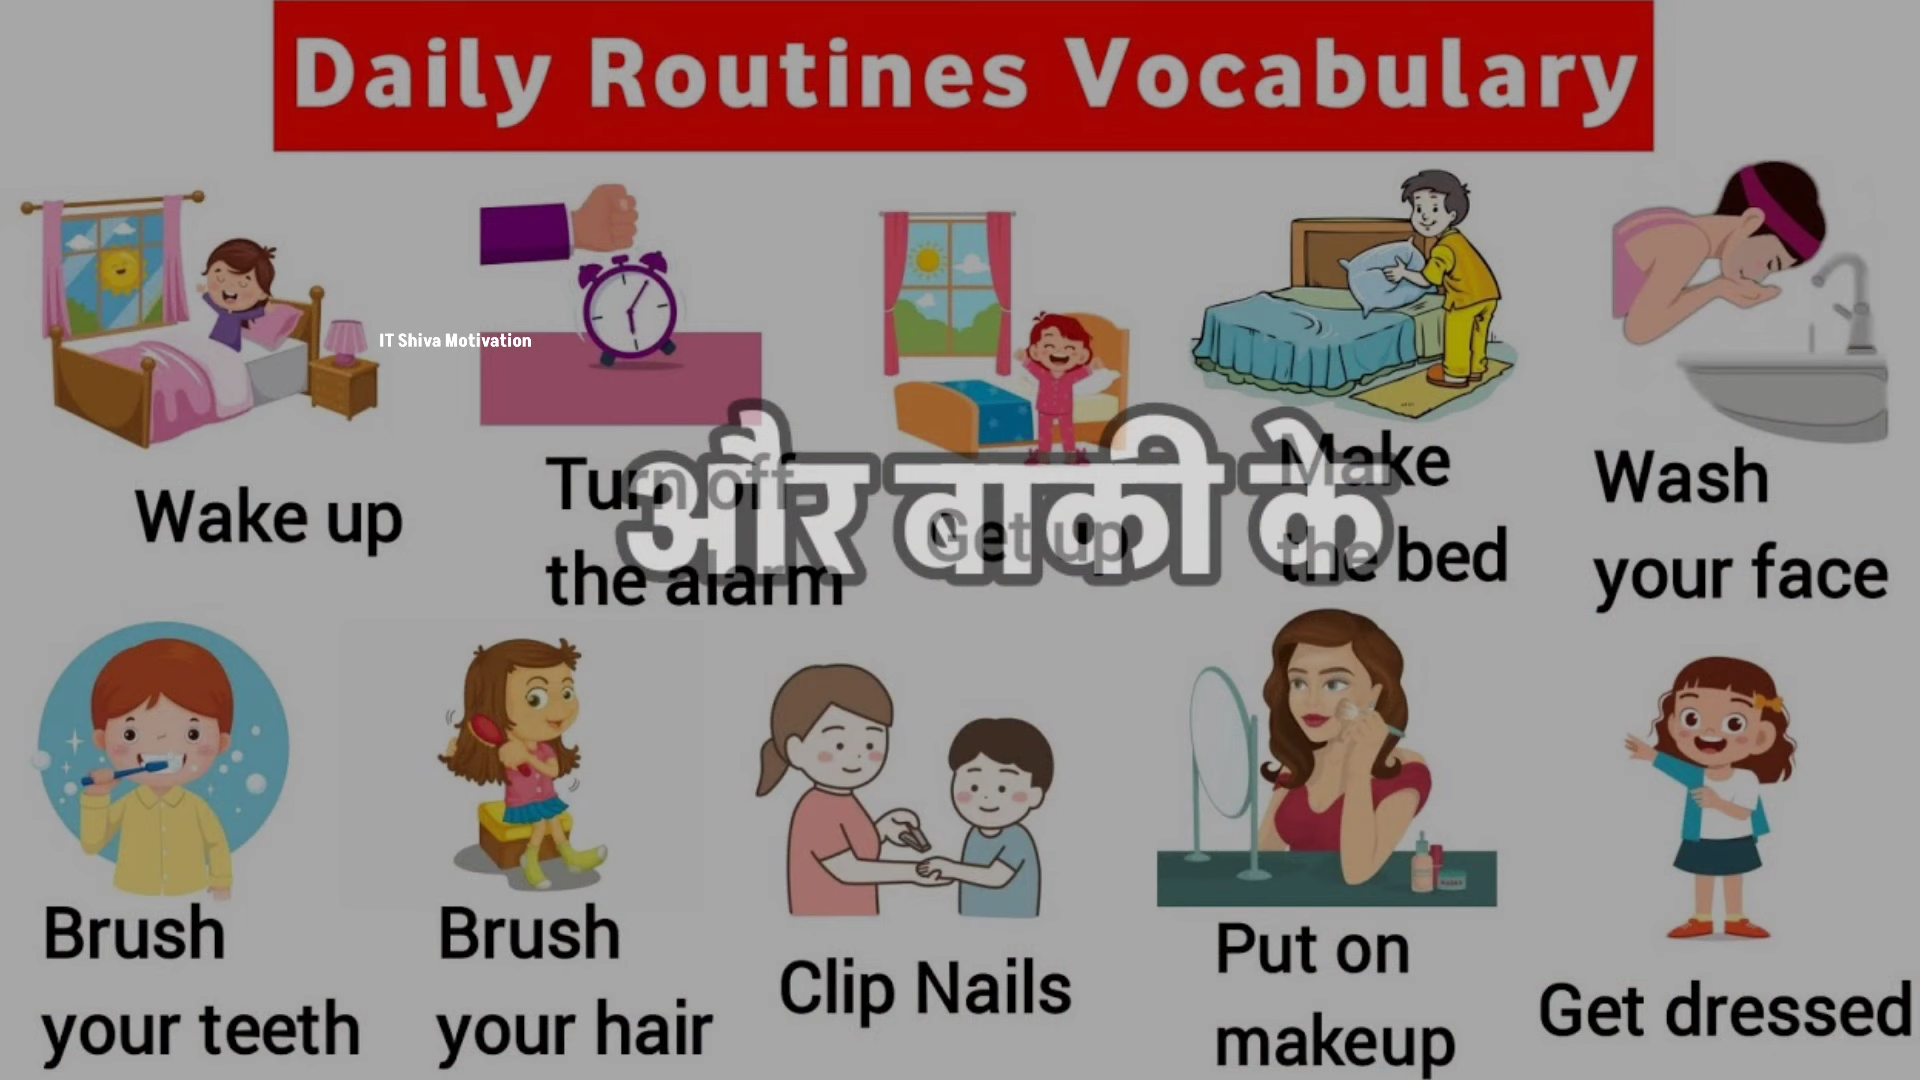 Daily Routines Vocabulary
IT Shiva Motivation
Wake up
Turn off
the alarm
Get up
Make
the bed
Wash
your face
और बाकी के
Brush
your teeth
Brush
your hair
Clip Nails
Put on
makeup
Get dressed